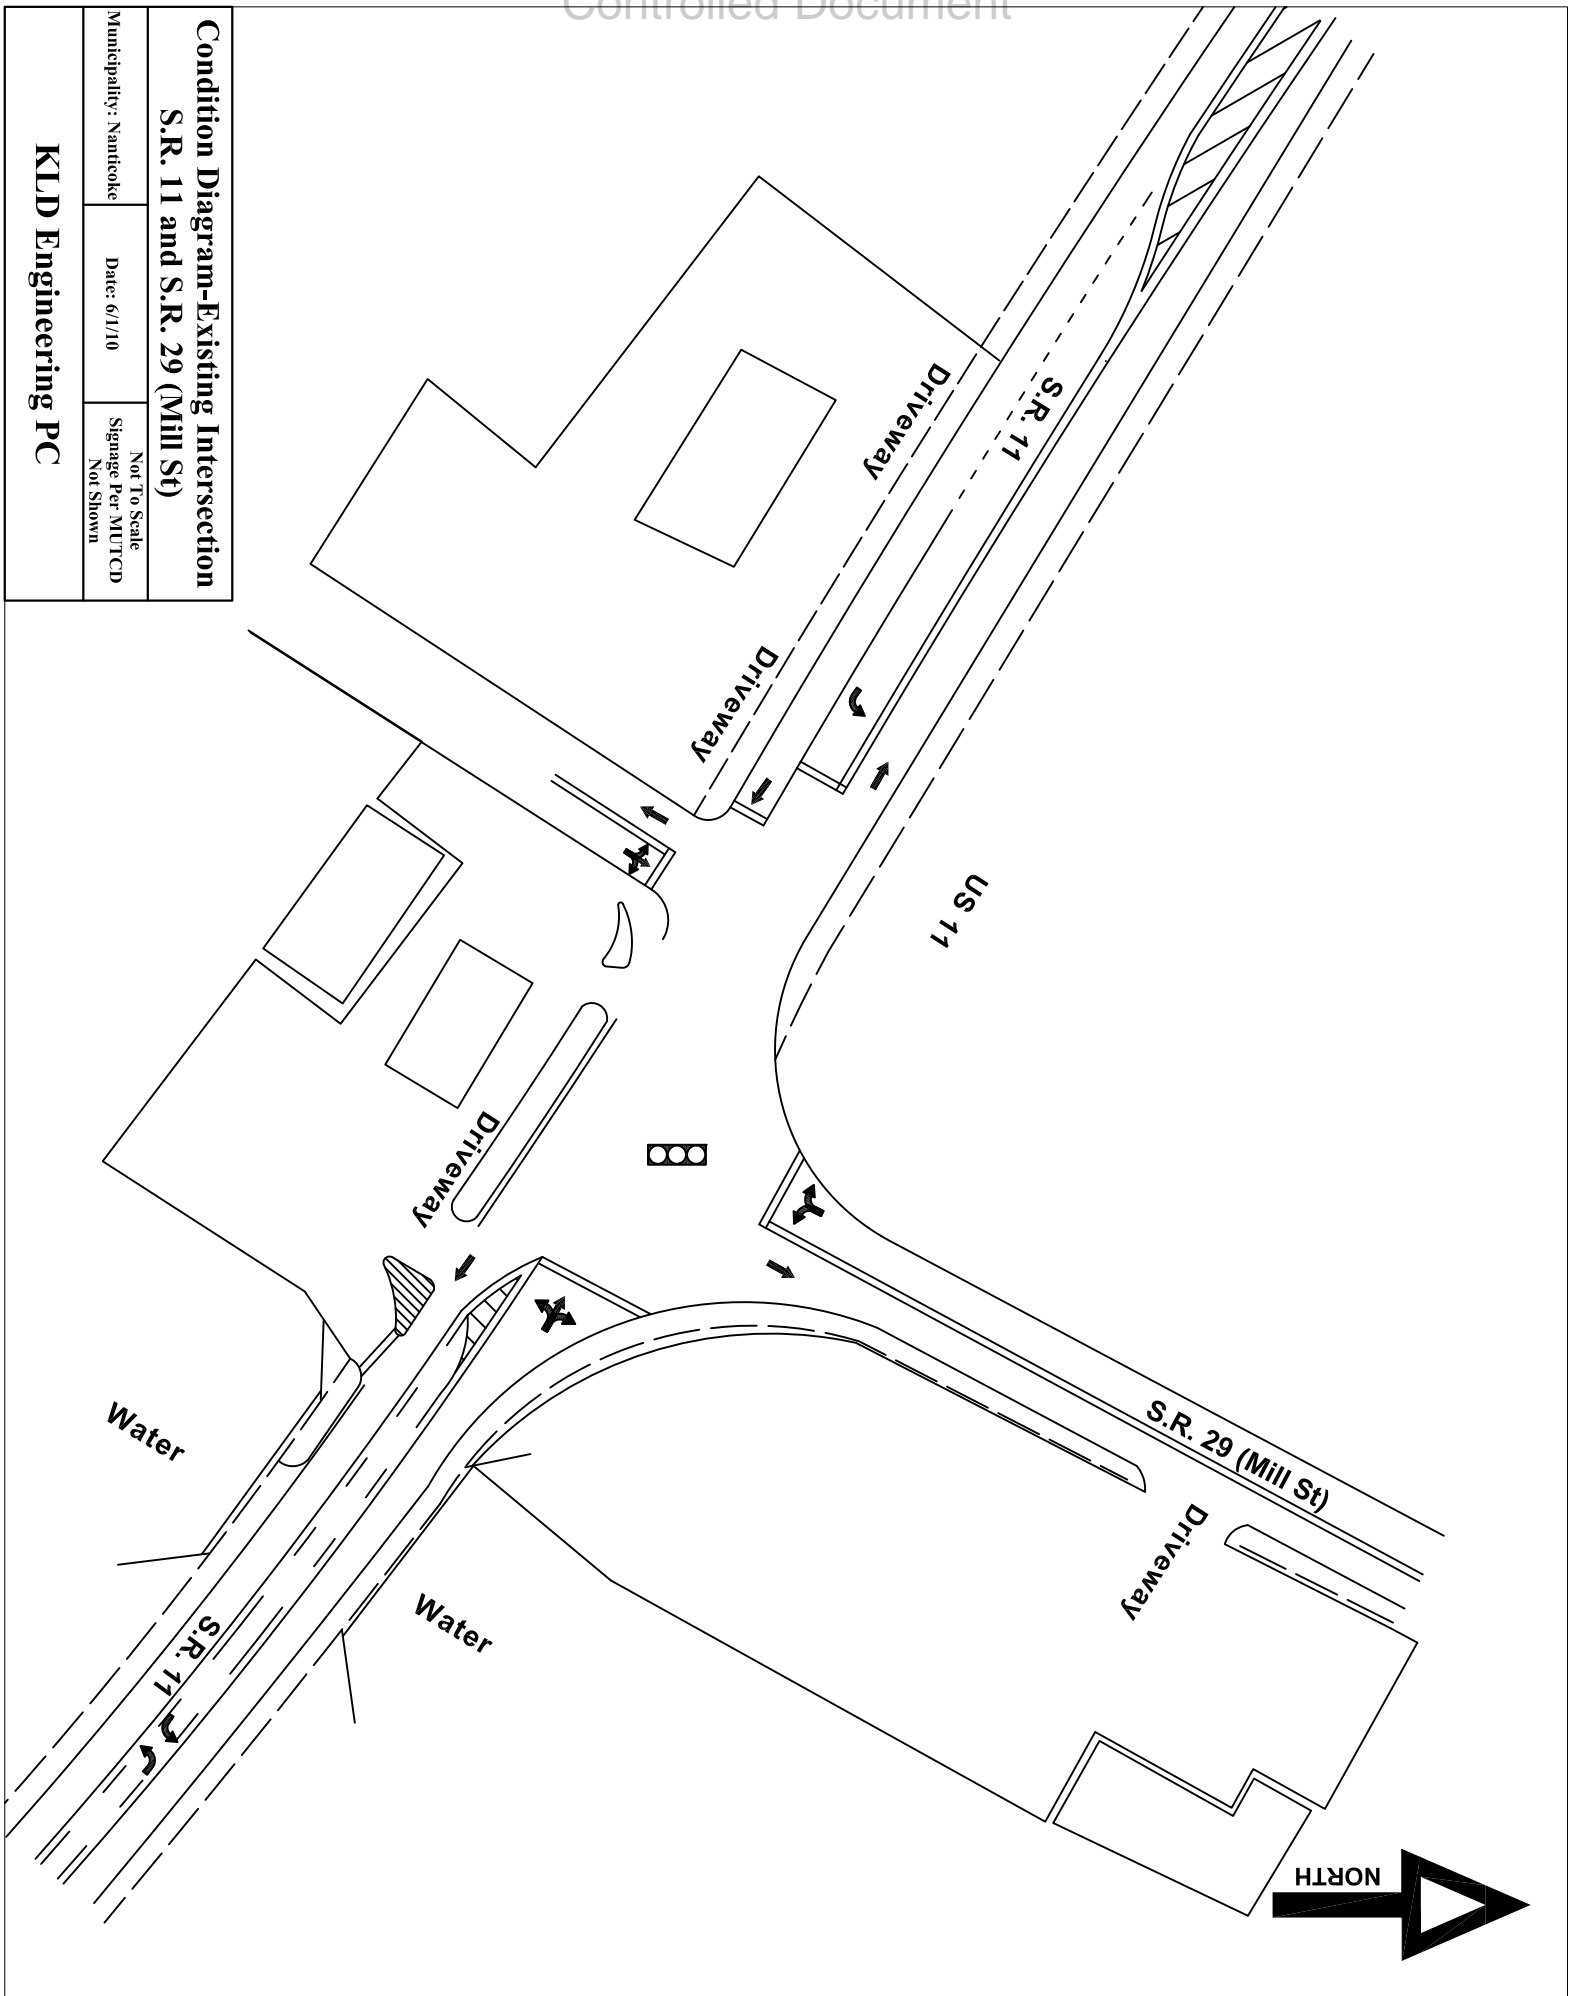 Controlled Document
Condition Diagram-Existing Intersection
S.R. 11 and S.R. 29 (Mill St)
Municipality: Nanticoke
Date: 6/1/10
Not To Scale
Signage Per MUTCD
Not Shown
KLD Engineering PC
Driveway
S.R. 11
Driveway
US 11
Driveway
S.R. 29 (Mill St)
Driveway
Water
Water
S.R. 11
NORTH